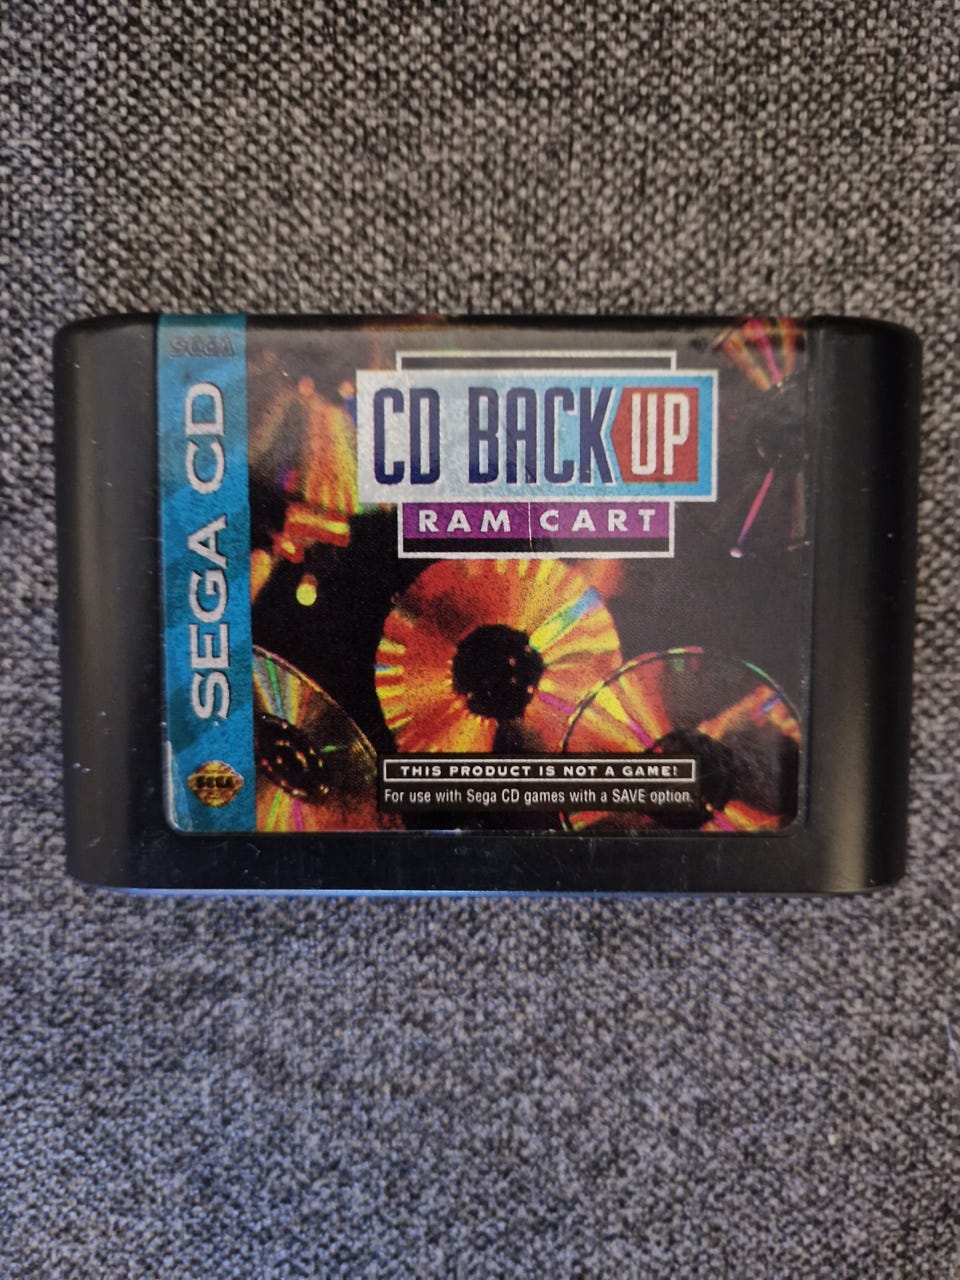 SEGA
SEGA CD
SEGA
CD BACK UP
RAM CART
THIS PRODUCT IS NOT A GAME!
For use with Sega CD games with a SAVE option.